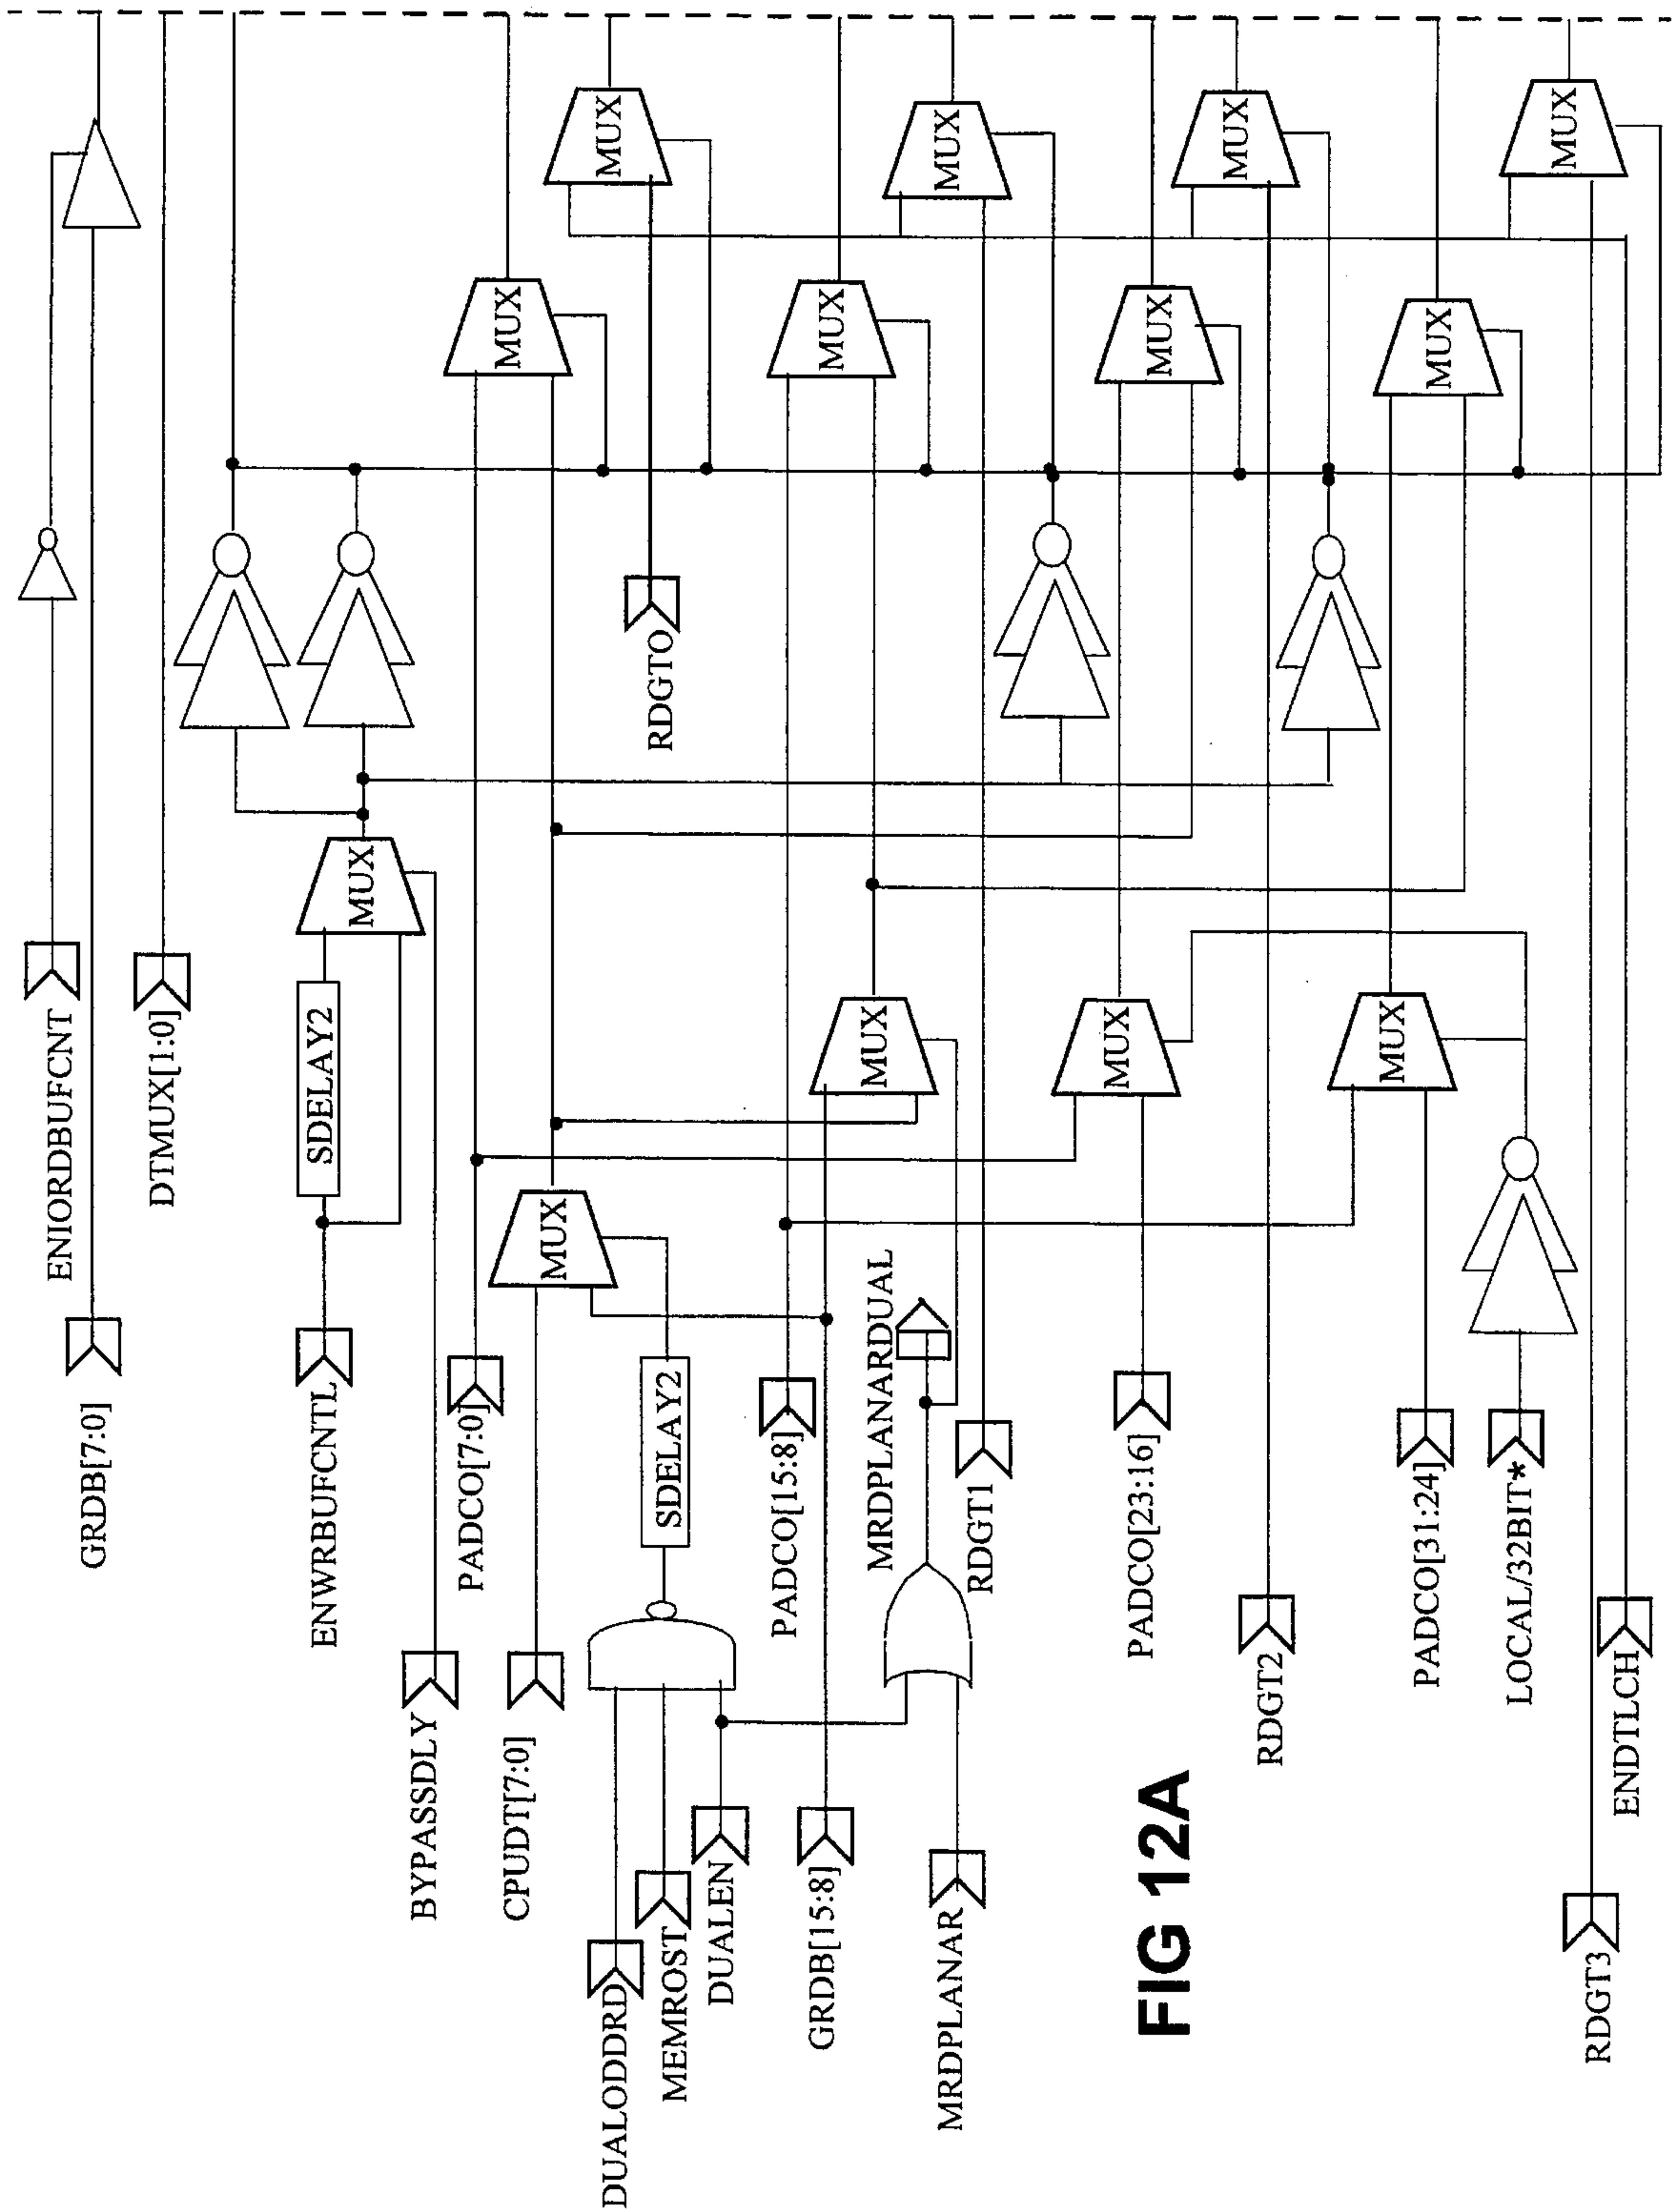 ENIORDBUFCNT
GRDB[7:0]
DTMUX[1:0]
SDELAY2
MUX
ENWRBUFCNTL
BYPASSDLY
PADCO[7:0]
CPUDT[7:0]
MUX
MUX
SDELAY2
DUALODDRD
MEMROST
DUALEN
RDGTO
MUX
PADCO[15:8]
GRDB[15:8]
MUX
MUX
MRDPLANARDUAL
MRDPLANAR
RDGT1
MUX
PADCO[23:16]
MUX
MUX
RDGT2
MUX
PADCO[31:24]
MUX
MUX
LOCAL/32BIT*
RDGT3
MUX
ENDTLCH
FIG 12A